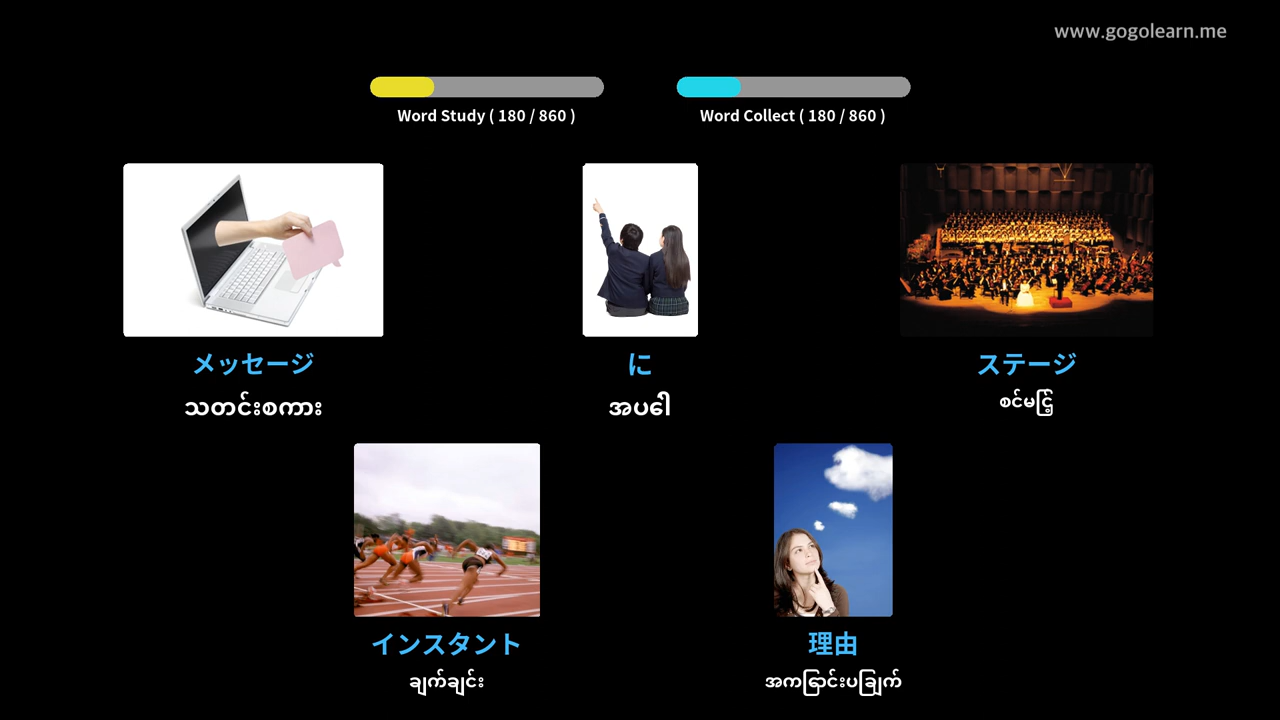 www.gogolearn.me
Word Study ( 180 / 860 )
Word Collect ( 180 / 860 )
メッセージ
သတင်းစကား
に
အပေါ်
ステージ
စင်မြင့်
インスタント
ချက်ချင်း
理由
အကြောင်းပြချက်